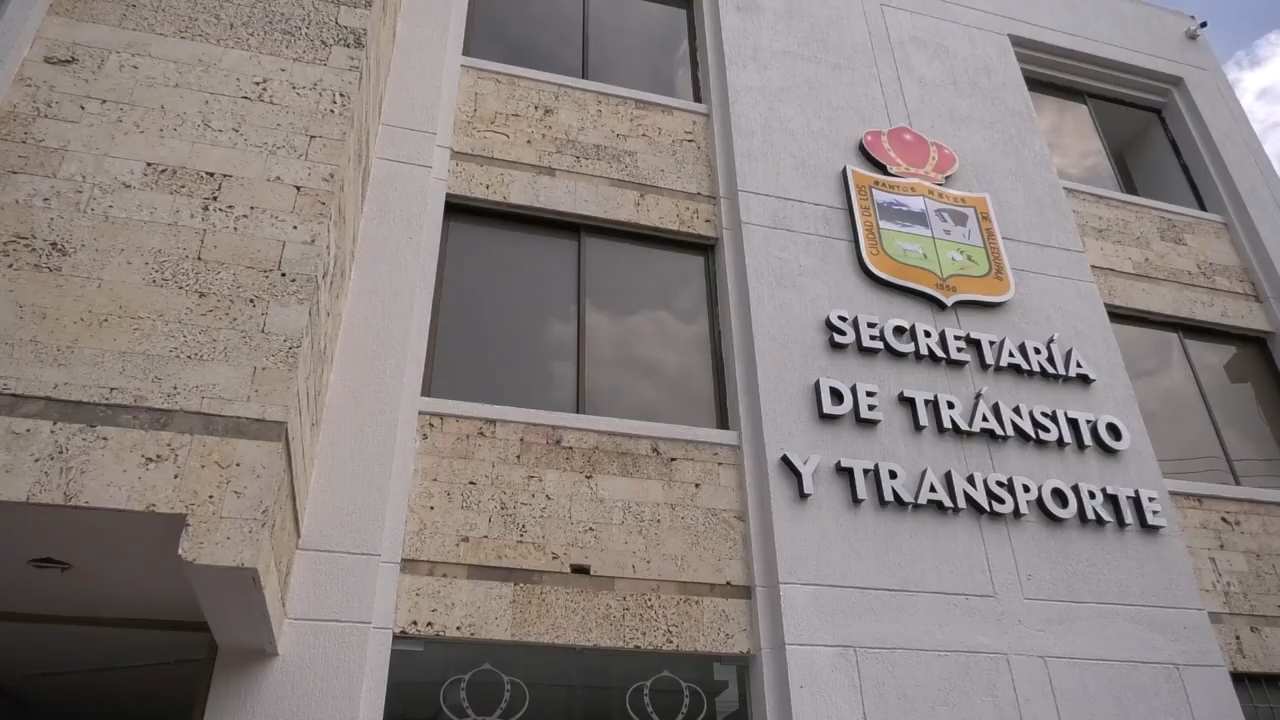 SANTOS REYES
CIUDAD DE LOS
DE VALLEDUPAR
1550
SECRETARÍA
DE TRÁNSITO
Y TRANSPORTE